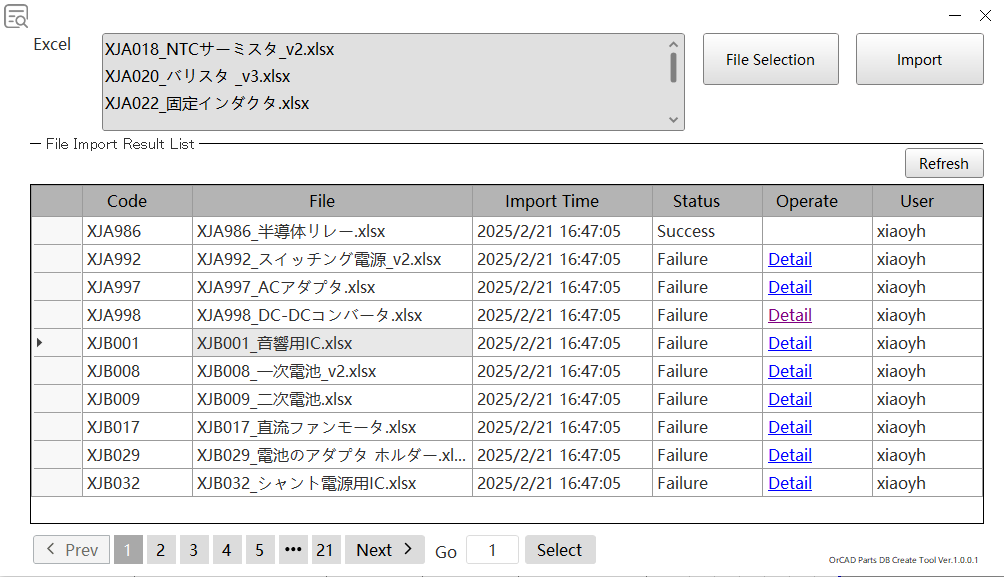 Excel
XJA018_NTCサーミスタ_v2.xlsx
XJA020_バリスタ _v3.xlsx
XJA022_固定インダクタ.xlsx
File Selection
Import
File Import Result List
Refresh
Code File Import Time Status Operate User
XJA986 XJA986_半導体リレー.xlsx 2025/2/21 16:47:05 Success xiaoyh
XJA992 XJA992_スイッチング電源_v2.xlsx 2025/2/21 16:47:05 Failure Detail xiaoyh
XJA997 XJA997_ACアダプタ.xlsx 2025/2/21 16:47:05 Failure Detail xiaoyh
XJA998 XJA998_DC-DCコンバータ.xlsx 2025/2/21 16:47:05 Failure Detail xiaoyh
XJB001 XJB001_音響用IC.xlsx 2025/2/21 16:47:05 Failure Detail xiaoyh
XJB008 XJB008_一次電池_v2.xlsx 2025/2/21 16:47:05 Failure Detail xiaoyh
XJB009 XJB009_二次電池.xlsx 2025/2/21 16:47:05 Failure Detail xiaoyh
XJB017 XJB017_直流ファンモータ.xlsx 2025/2/21 16:47:05 Failure Detail xiaoyh
XJB029 XJB029_電池のアダプタ ホルダー.xl... 2025/2/21 16:47:05 Failure Detail xiaoyh
XJB032 XJB032_シャント電源用IC.xlsx 2025/2/21 16:47:05 Failure Detail xiaoyh
Prev 1 2 3 4 5 ••• 21 Next Go 1 Select
OrCAD Parts DB Create Tool Ver.1.0.0.1